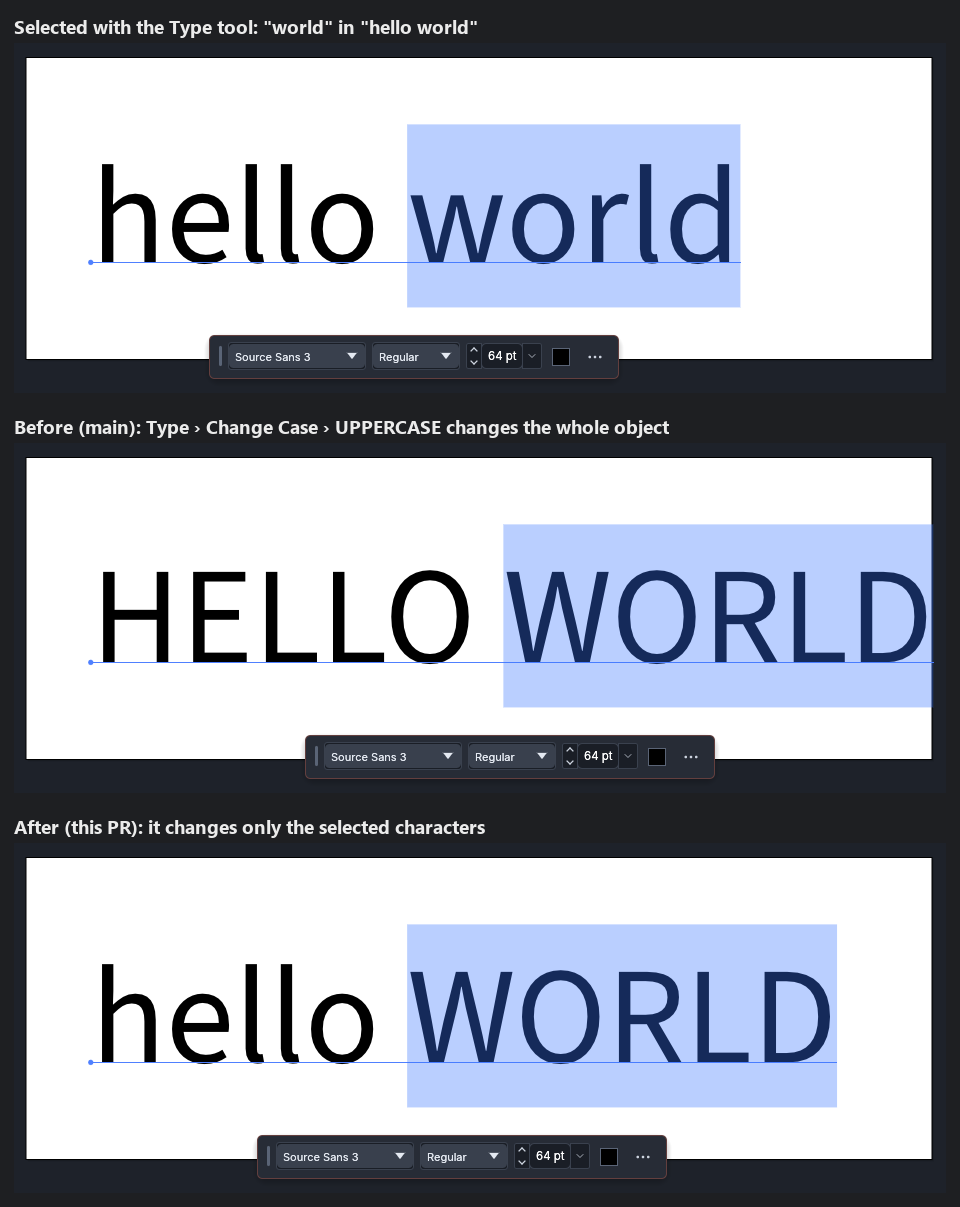 Selected with the Type tool: "world" in "hello world"
hello world
Source Sans 3 Regular 64 pt
Before (main): Type › Change Case › UPPERCASE changes the whole object
HELLO WORLD
Source Sans 3 Regular 64 pt
After (this PR): it changes only the selected characters
hello WORLD
Source Sans 3 Regular 64 pt